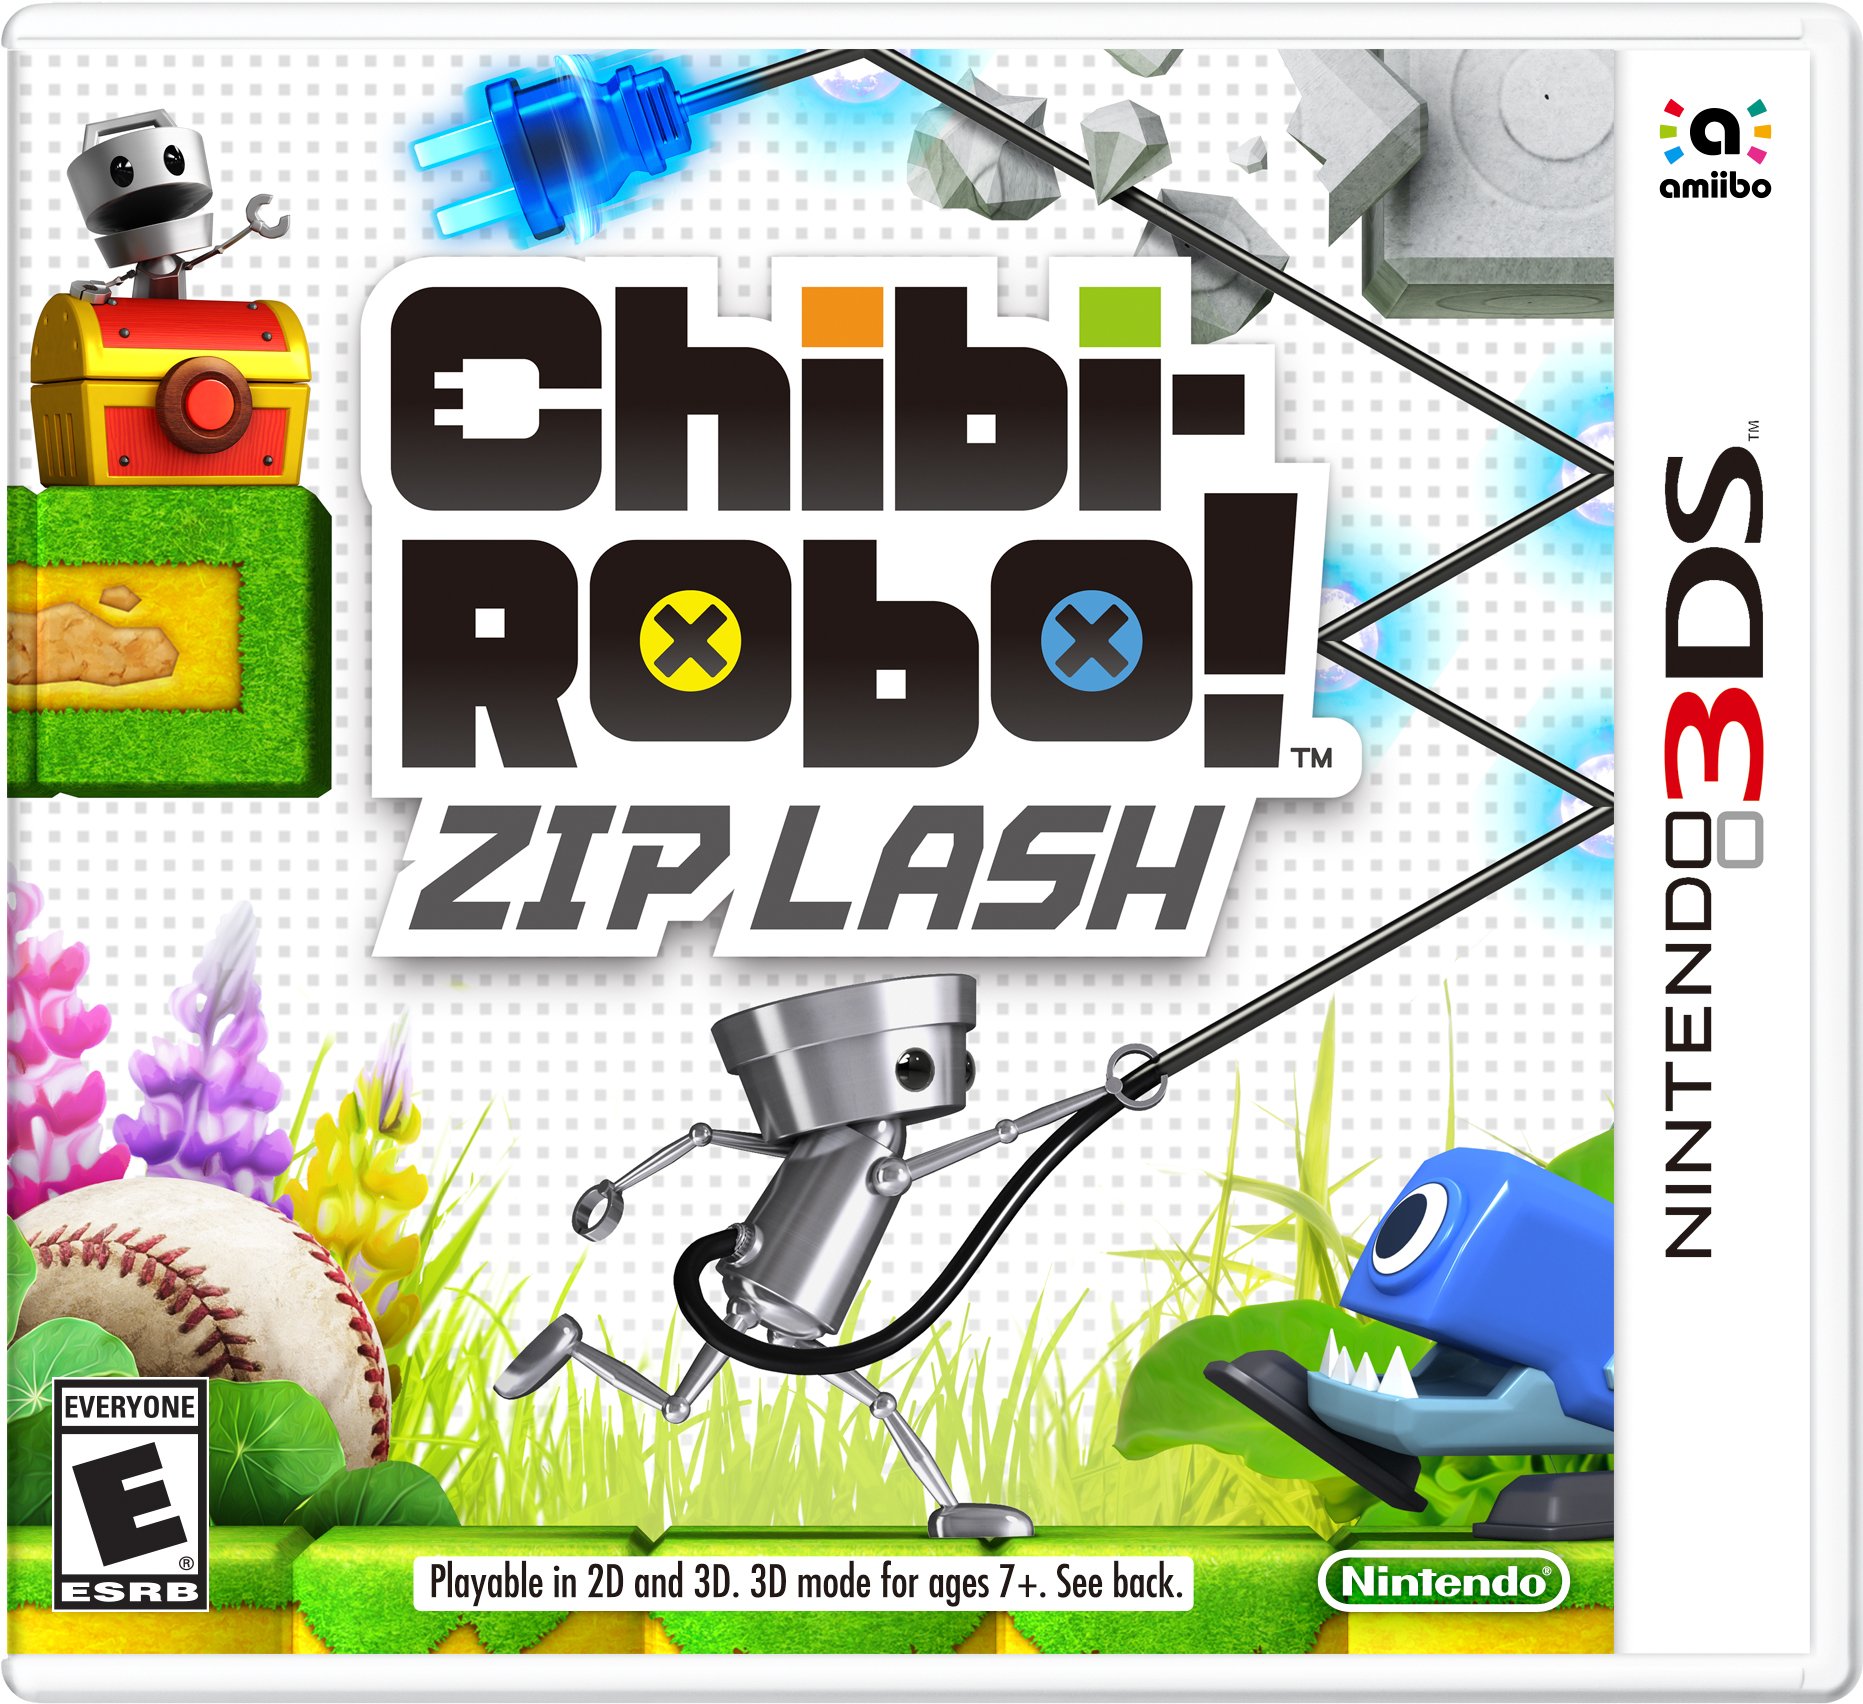 amiibo
Chibi-
Robo!™
ZIP LASH
NINTENDO 3DS™
EVERYONE
E
®
ESRB
Playable in 2D and 3D. 3D mode for ages 7+. See back.
Nintendo®